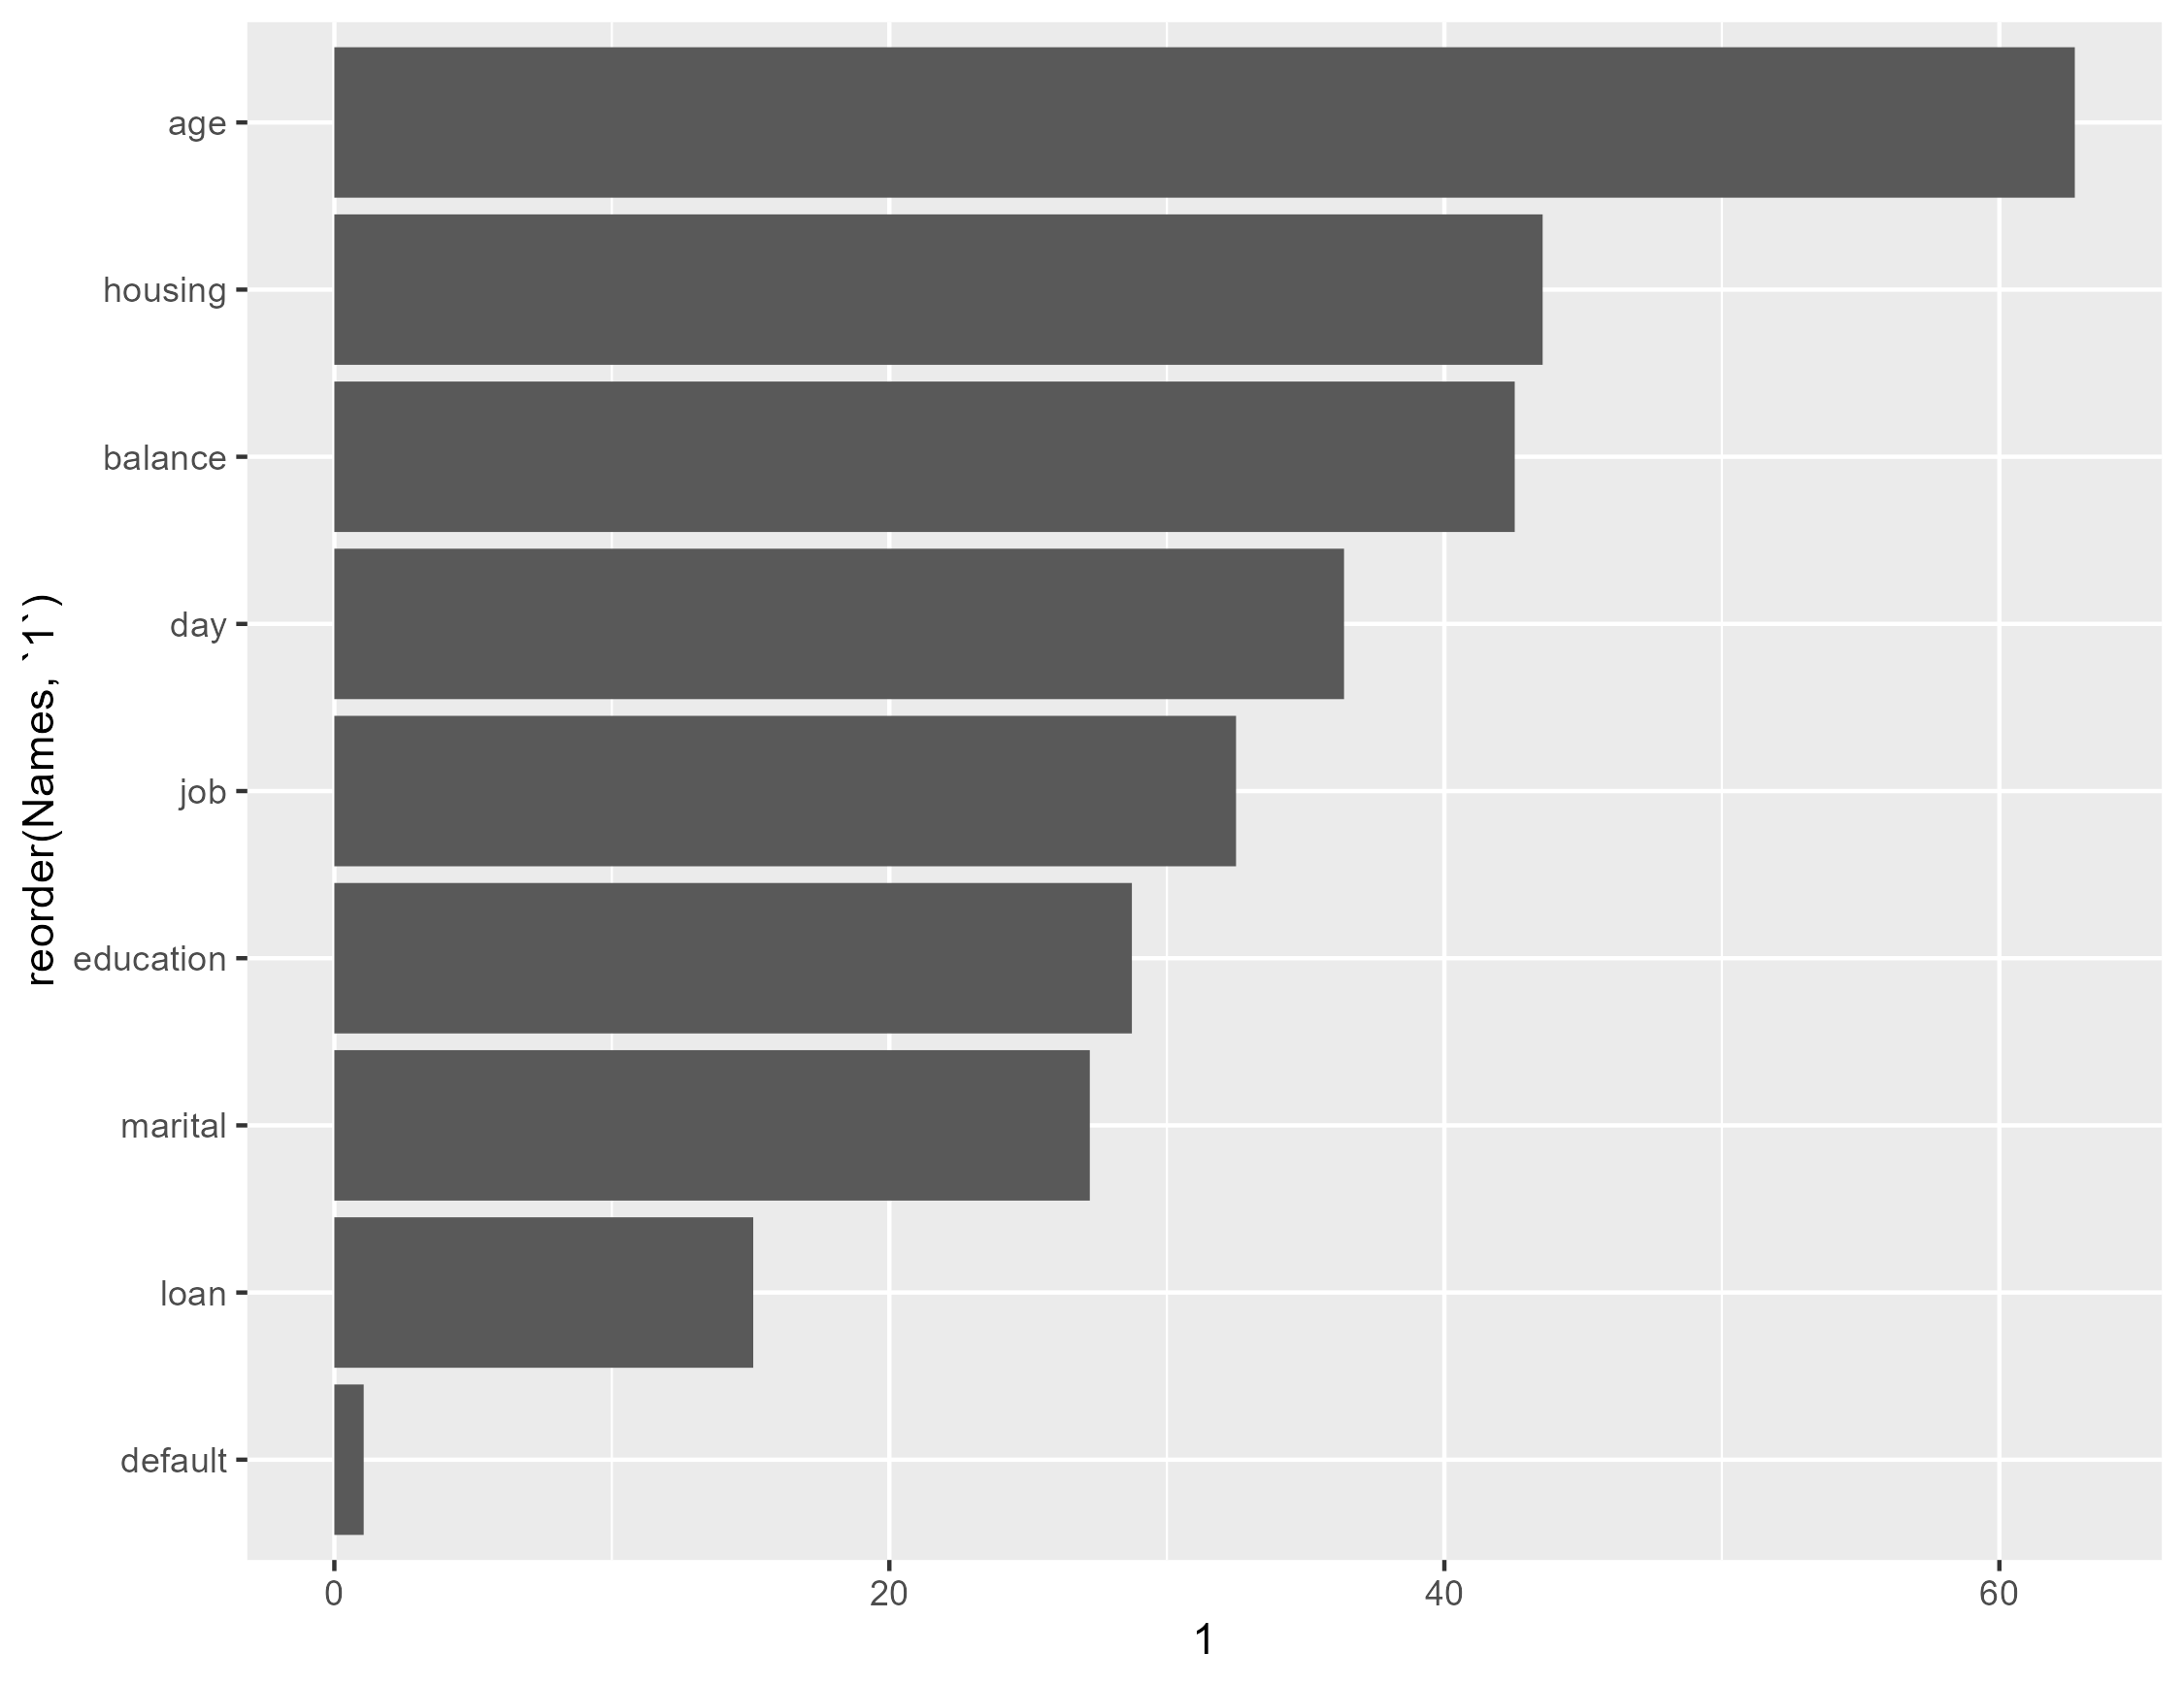 reorder(Names, `1`)
age
housing
balance
day
job
education
marital
loan
default
0 20 40 60
1